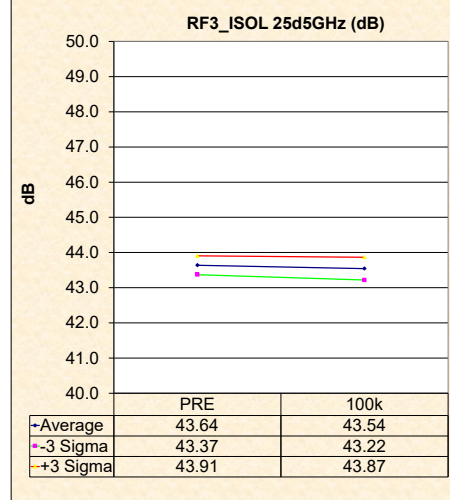 RF3_ISOL 25d5GHz (dB)
50.0
49.0
48.0
47.0
46.0
45.0
44.0
43.0
42.0
41.0
40.0
dB
PRE 100k
Average 43.64 43.54
-3 Sigma 43.37 43.22
+3 Sigma 43.91 43.87